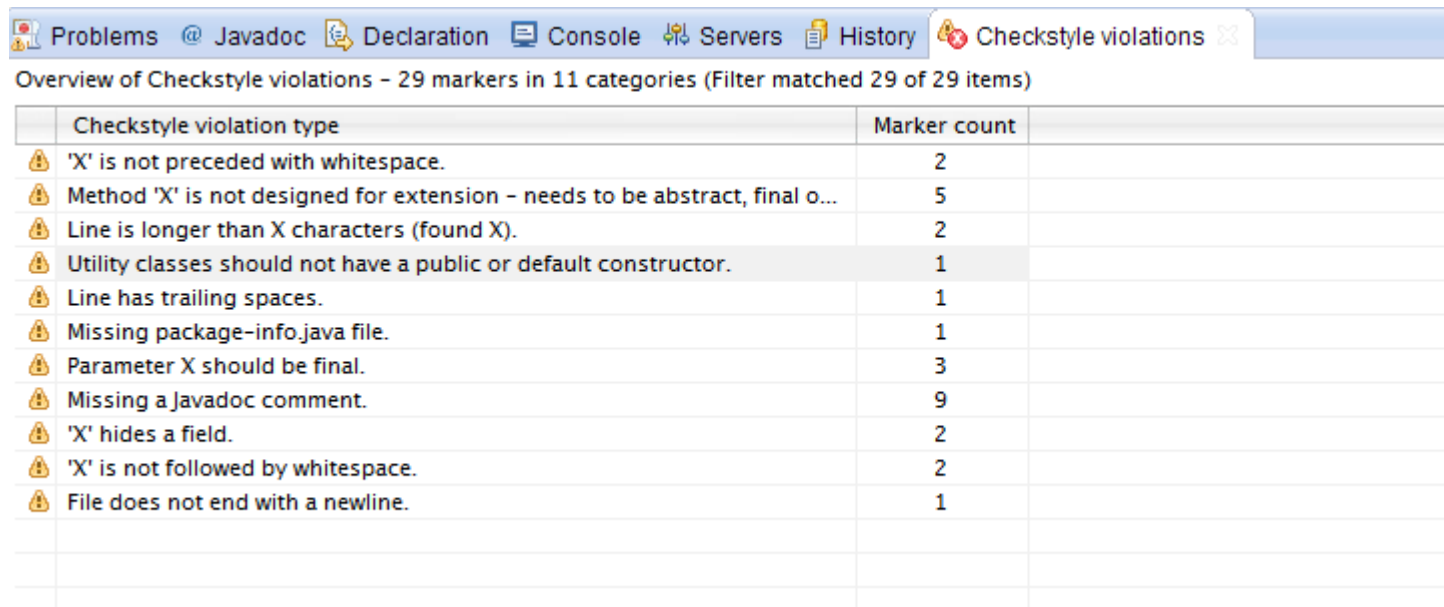 Problems @ Javadoc Declaration Console Servers History Checkstyle violations
Overview of Checkstyle violations - 29 markers in 11 categories (Filter matched 29 of 29 items)
Checkstyle violation type Marker count
'X' is not preceded with whitespace. 2
Method 'X' is not designed for extension - needs to be abstract, final o... 5
Line is longer than X characters (found X). 2
Utility classes should not have a public or default constructor. 1
Line has trailing spaces. 1
Missing package-info.java file. 1
Parameter X should be final. 3
Missing a Javadoc comment. 9
'X' hides a field. 2
'X' is not followed by whitespace. 2
File does not end with a newline. 1